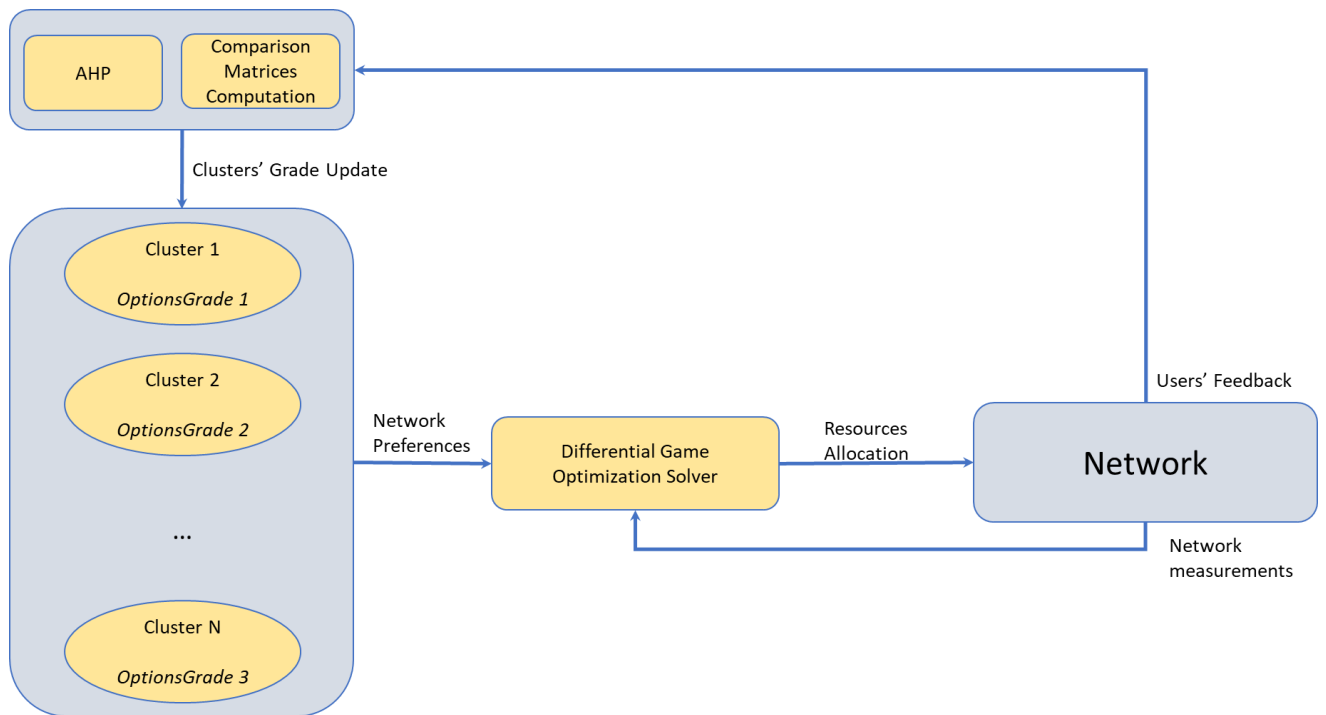 AHP
Comparison
Matrices
Computation
Clusters’ Grade Update
Cluster 1
OptionsGrade 1
Cluster 2
OptionsGrade 2
...
Cluster N
OptionsGrade 3
Network
Preferences
Differential Game
Optimization Solver
Resources
Allocation
Users’ Feedback
Network
Network
measurements